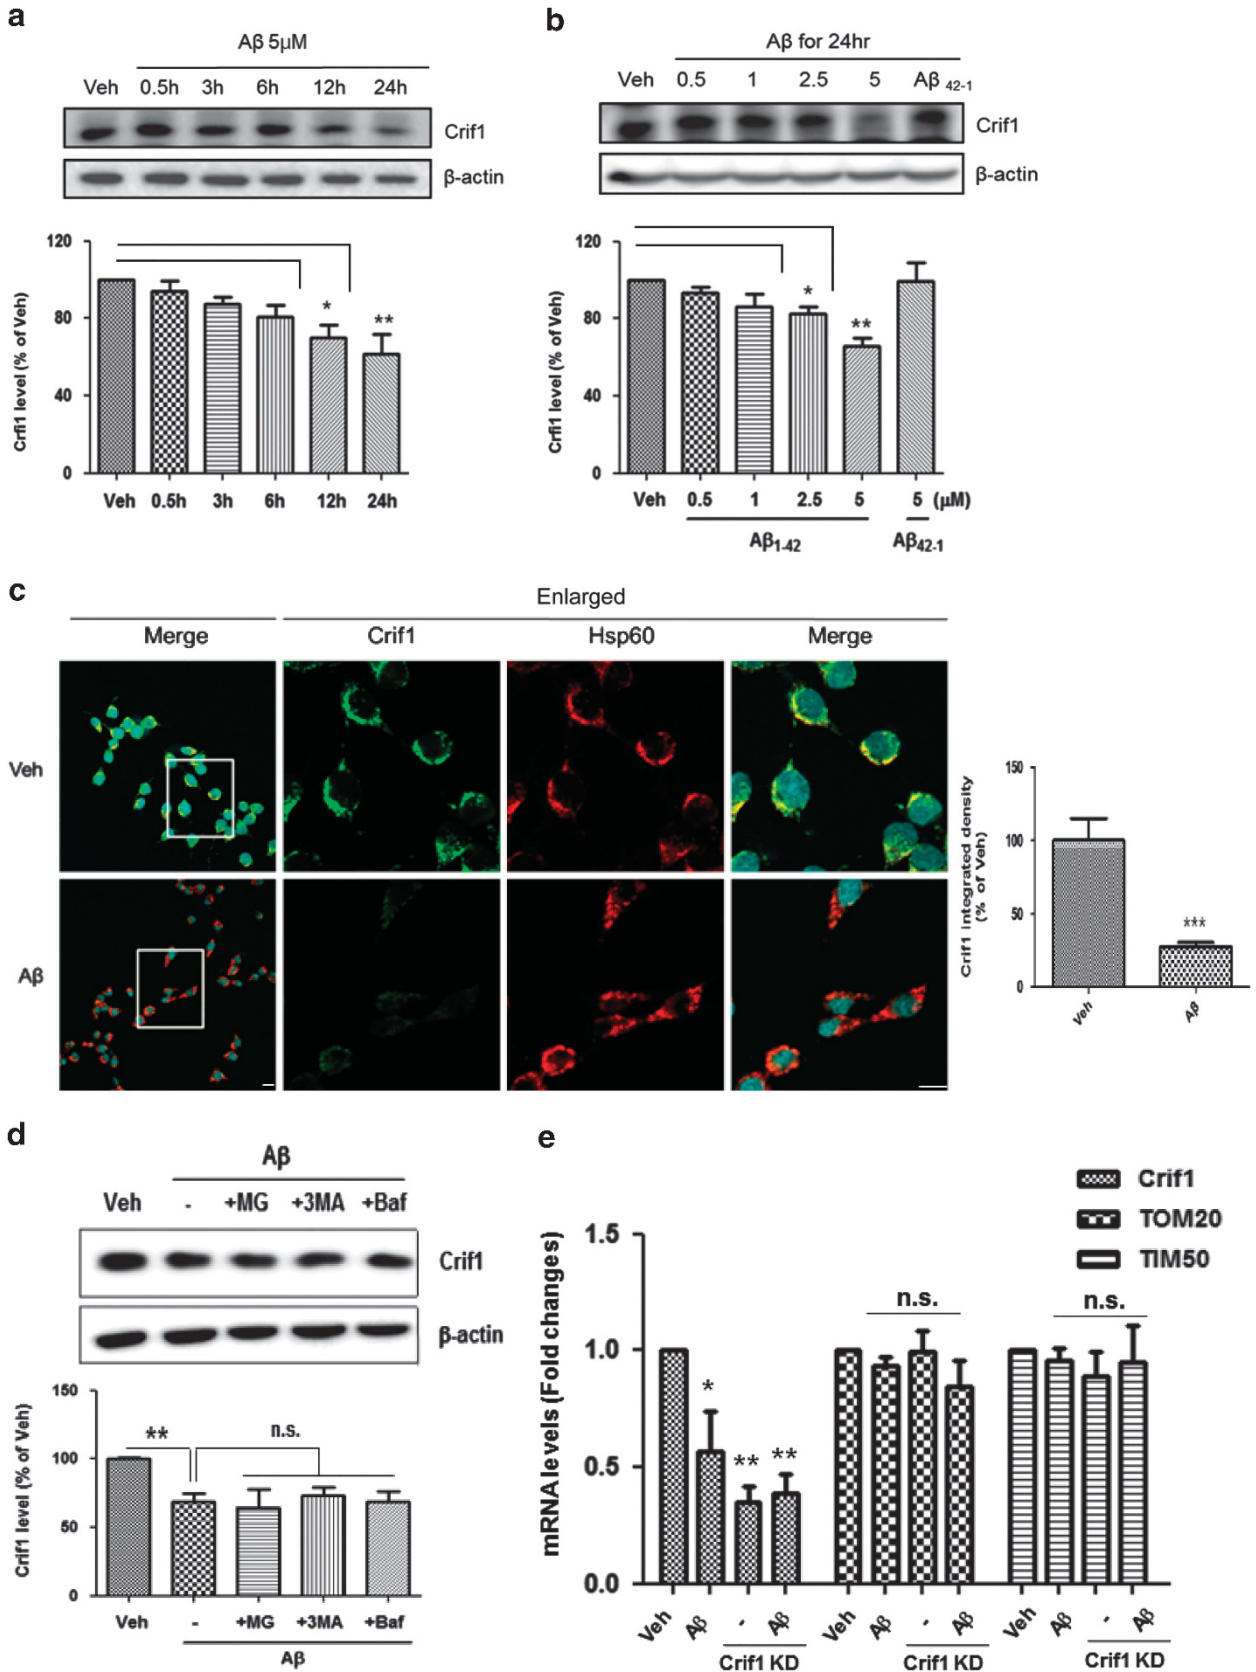 a
Aβ 5μM
Veh 0.5h 3h 6h 12h 24h
Crif1
β-actin
120
80
40
0
Crfi1 level (% of Veh)
*
**
Veh 0.5h 3h 6h 12h 24h
b
Aβ for 24hr
Veh 0.5 1 2.5 5 Aβ 42-1
Crif1
β-actin
120
80
40
0
Crfi1 level (% of Veh)
*
**
Veh 0.5 1 2.5 5 5 (μM)
Aβ1-42 Aβ42-1
c
Enlarged
Merge Crif1 Hsp60 Merge
Veh
Aβ
150
100
50
0
Crif1 integrated density
(% of Veh)
***
Veh Aβ
d
Aβ
Veh - +MG +3MA +Baf
Crif1
β-actin
150
100
50
0
Crif1 level (% of Veh)
**
n.s.
Veh - +MG +3MA +Baf
Aβ
e
Crif1
TOM20
TIM50
1.5
1.0
0.5
0.0
mRNA levels (Fold changes)
*
**
**
n.s.
n.s.
Veh Aβ - Aβ Veh Aβ - Aβ Veh Aβ - Aβ
Crif1 KD Crif1 KD Crif1 KD